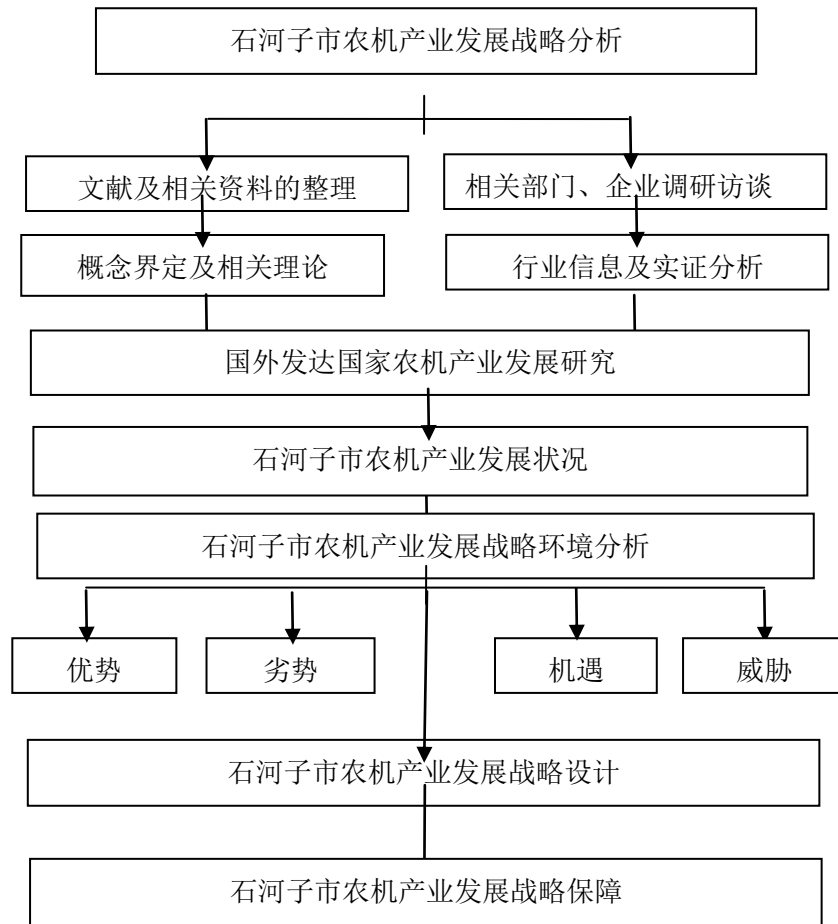 石河子市农机产业发展战略分析
文献及相关资料的整理
相关部门、企业调研访谈
概念界定及相关理论
行业信息及实证分析
国外发达国家农机产业发展研究
石河子市农机产业发展状况
石河子市农机产业发展战略环境分析
优势
劣势
机遇
威胁
石河子市农机产业发展战略设计
石河子市农机产业发展战略保障